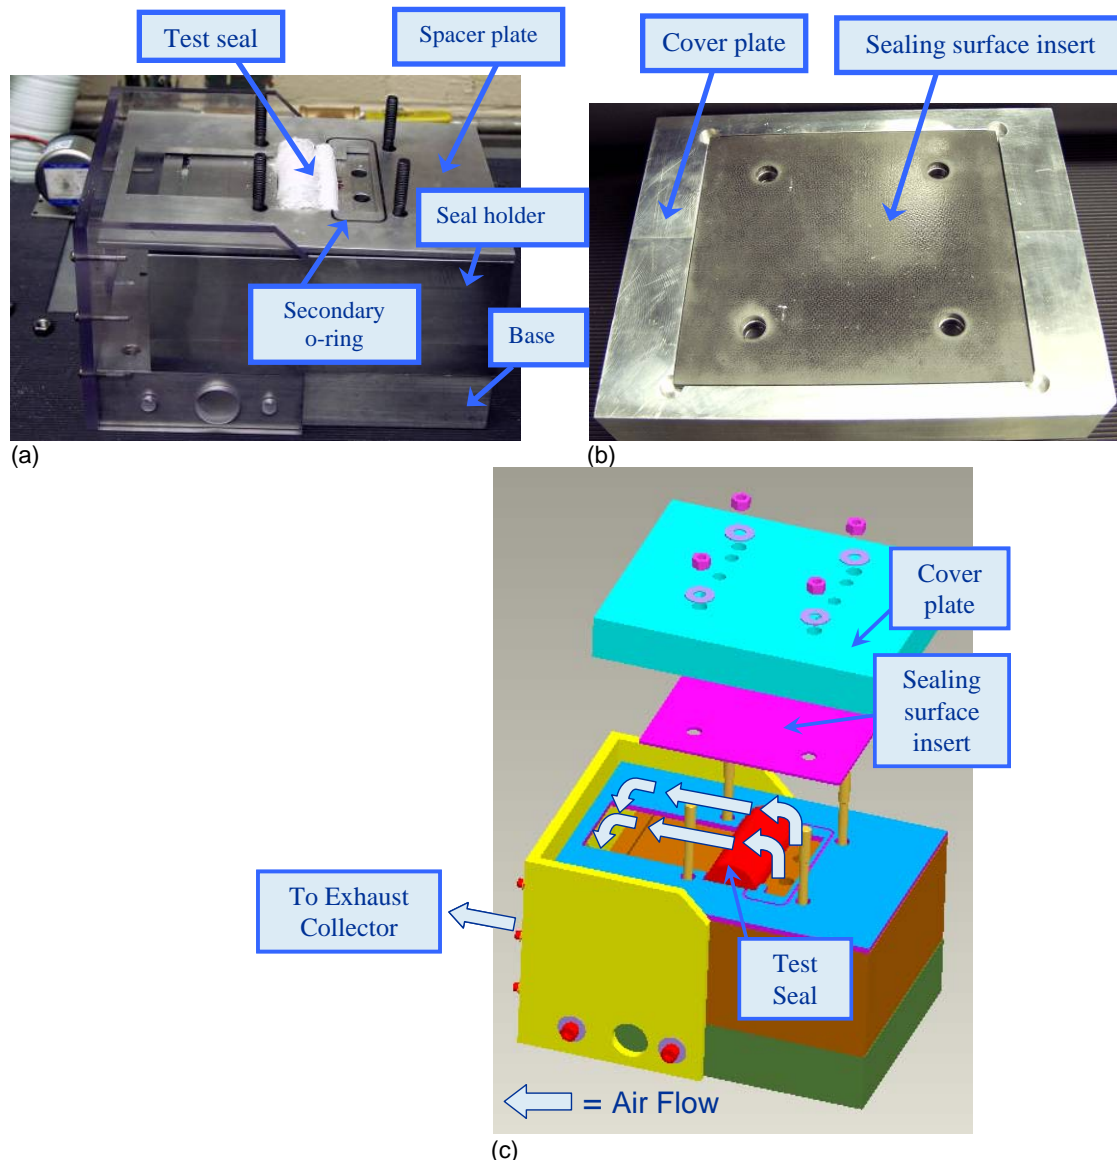 Test seal
Spacer plate
Seal holder
Secondary
o-ring
Base
(a)
Cover plate
Sealing surface insert
(b)
Cover
plate
Sealing
surface
insert
To Exhaust
Collector
Test
Seal
= Air Flow
(c)